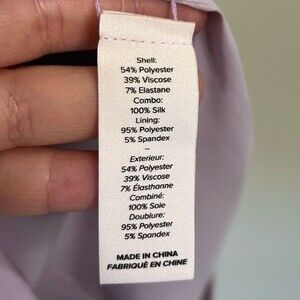 Shell:
54% Polyester
39% Viscose
7% Elastane
Combo:
100% Silk
Lining:
95% Polyester
5% Spandex
--
Exterieur:
54% Polyester
39% Viscose
7% Élasthanne
Combiné:
100% Soie
Doublure:
95% Polyester
5% Spandex
MADE IN CHINA
FABRIQUÉ EN CHINE